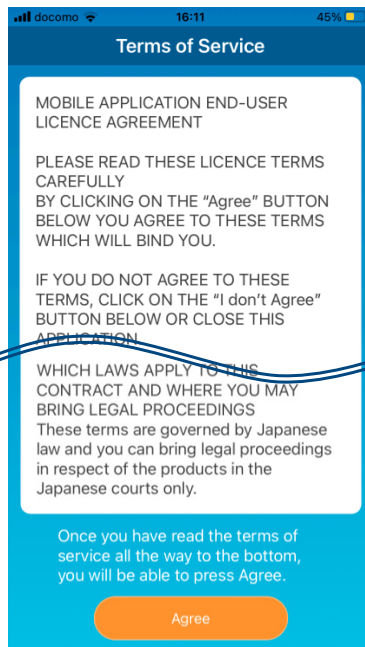 docomo 16:11 45%
Terms of Service
MOBILE APPLICATION END-USER
LICENCE AGREEMENT
PLEASE READ THESE LICENCE TERMS
CAREFULLY
BY CLICKING ON THE “Agree” BUTTON
BELOW YOU AGREE TO THESE TERMS
WHICH WILL BIND YOU.
IF YOU DO NOT AGREE TO THESE
TERMS, CLICK ON THE “I don’t Agree”
BUTTON BELOW OR CLOSE THIS
APPLICATION
WHICH LAWS APPLY TO THIS
CONTRACT AND WHERE YOU MAY
BRING LEGAL PROCEEDINGS
These terms are governed by Japanese
law and you can bring legal proceedings
in respect of the products in the
Japanese courts only.
Once you have read the terms of
service all the way to the bottom,
you will be able to press Agree.
Agree